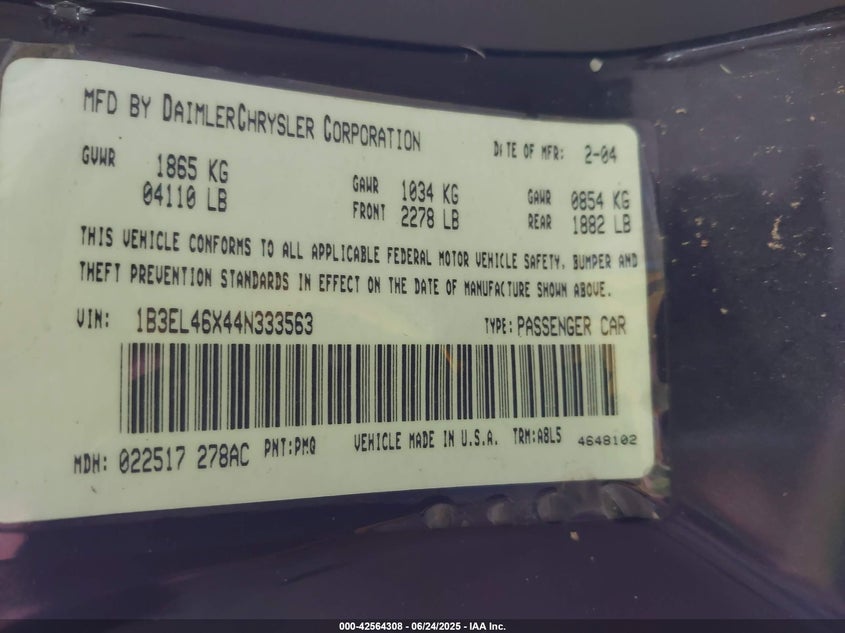 MFD BY DAIMLERCHRYSLER CORPORATION
DATE OF MFR: 2-04
GVWR 1865 KG
04110 LB
GAWR 1034 KG
FRONT 2278 LB
GAWR 0854 KG
REAR 1882 LB
THIS VEHICLE CONFORMS TO ALL APPLICABLE FEDERAL MOTOR VEHICLE SAFETY, BUMPER AND
THEFT PREVENTION STANDARDS IN EFFECT ON THE DATE OF MANUFACTURE SHOWN ABOVE.
VIN: 1B3EL46X44N333563 TYPE: PASSENGER CAR
MDH: 022517 278AC PNT:PMQ VEHICLE MADE IN U.S.A. TRM:A8L5 4648102
000-42564308 - 06/24/2025 - IAA Inc.